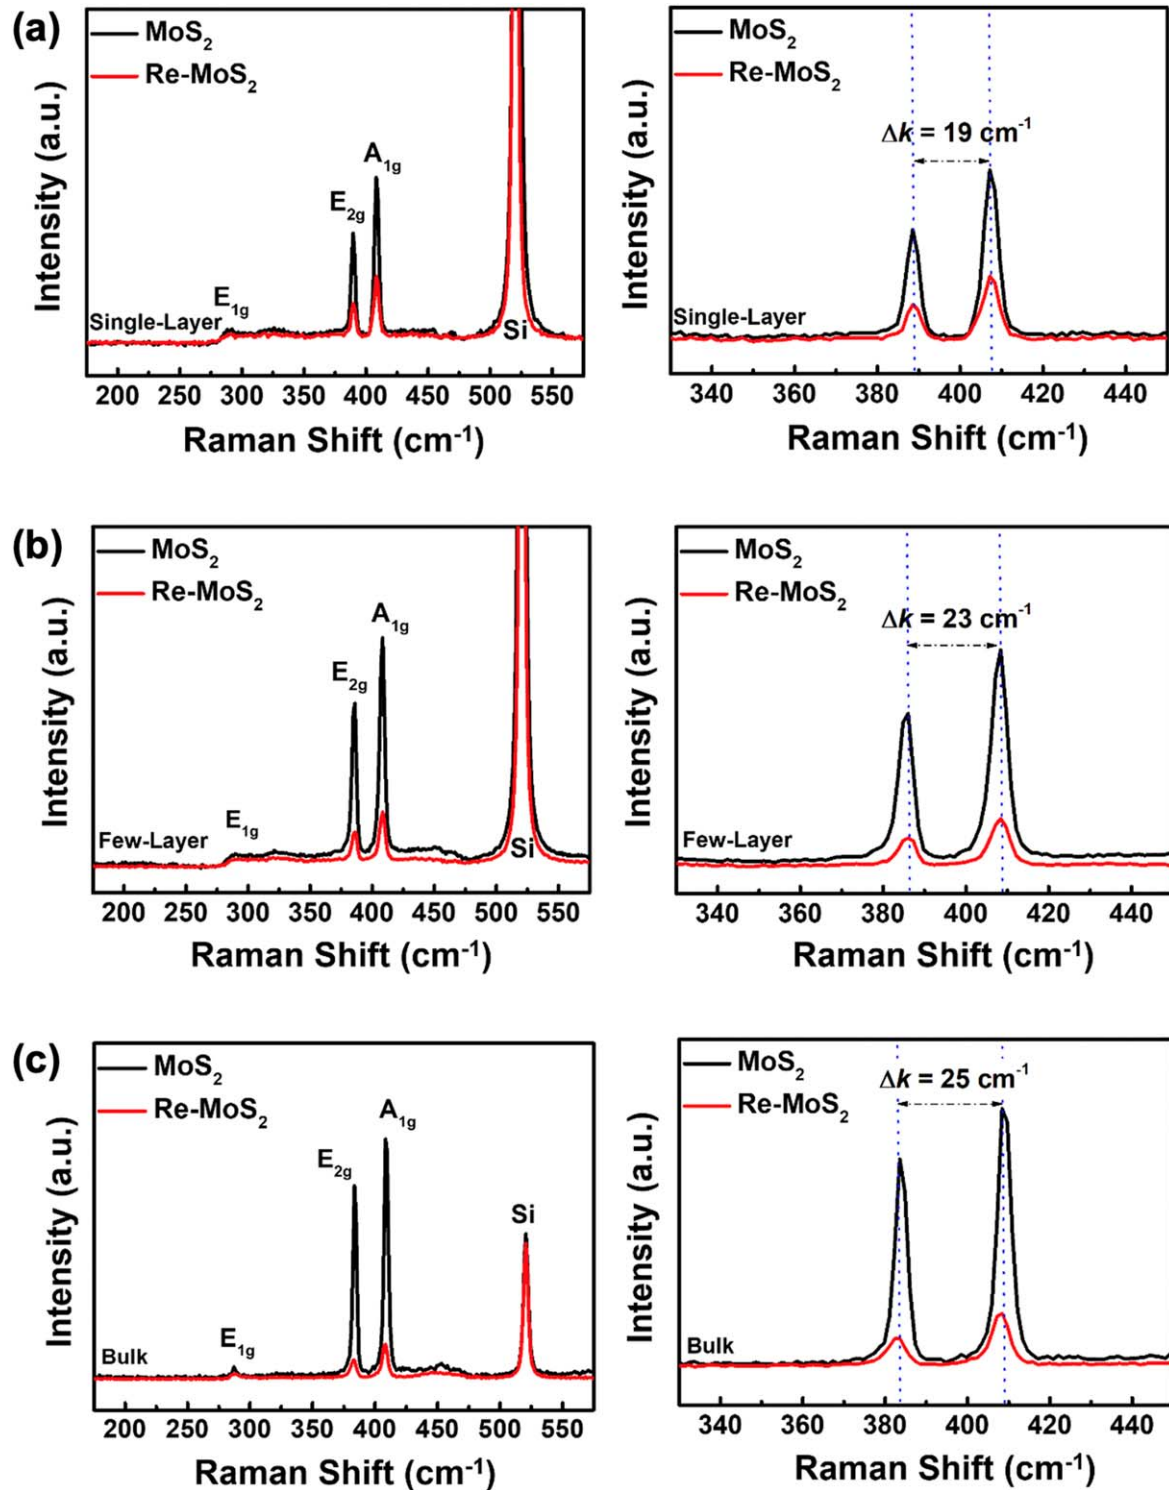 (a)
MoS2
Re-MoS2
A1g
E2g
E1g
Single-Layer
Si
Intensity (a.u.)
200 250 300 350 400 450 500 550
Raman Shift (cm-1)
MoS2
Re-MoS2
Δk = 19 cm-1
Single-Layer
Intensity (a.u.)
340 360 380 400 420 440
Raman Shift (cm-1)
(b)
MoS2
Re-MoS2
A1g
E2g
E1g
Few-Layer
Si
Intensity (a.u.)
200 250 300 350 400 450 500 550
Raman Shift (cm-1)
MoS2
Re-MoS2
Δk = 23 cm-1
Few-Layer
Intensity (a.u.)
340 360 380 400 420 440
Raman Shift (cm-1)
(c)
MoS2
Re-MoS2
A1g
E2g
Si
E1g
Bulk
Intensity (a.u.)
200 250 300 350 400 450 500 550
Raman Shift (cm-1)
MoS2
Re-MoS2
Δk = 25 cm-1
Bulk
Intensity (a.u.)
340 360 380 400 420 440
Raman Shift (cm-1)